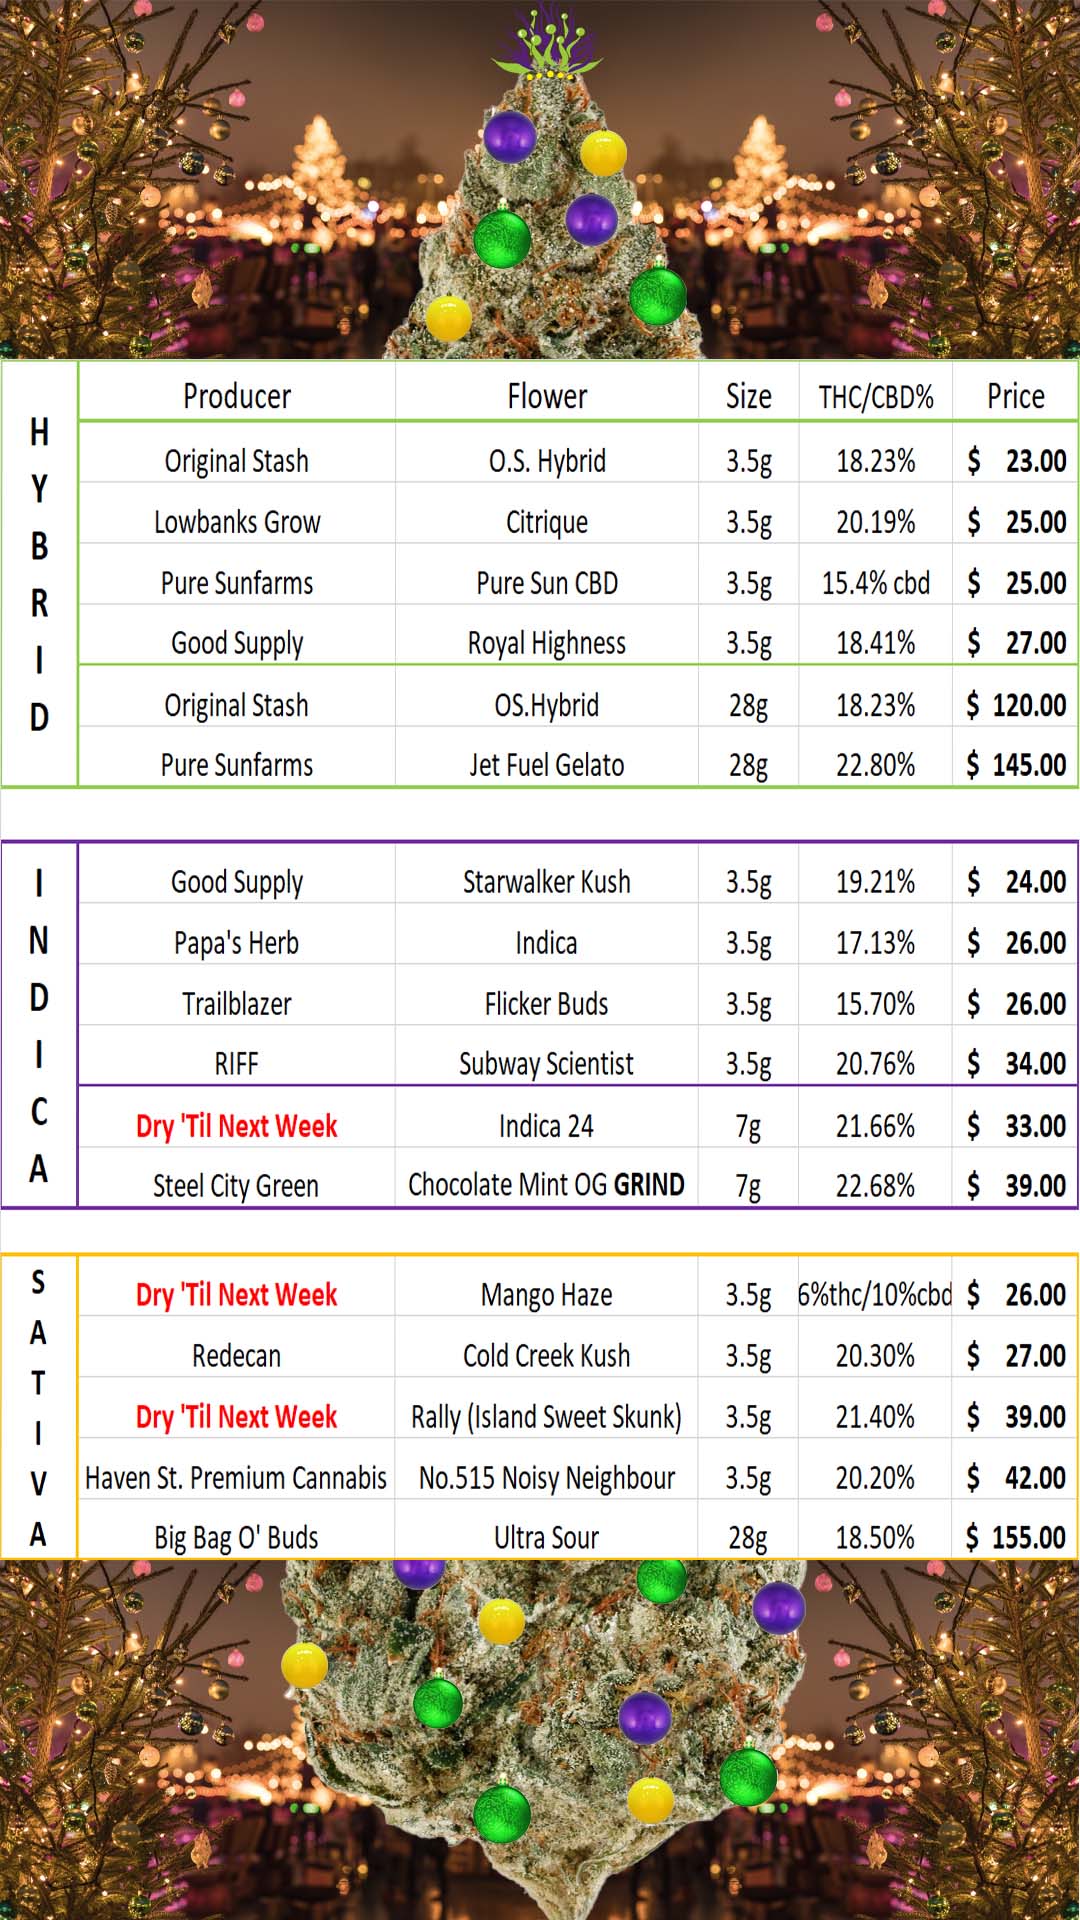 HYBRID
Producer Flower Size THC/CBD% Price
Original Stash O.S. Hybrid 3.5g 18.23% $ 23.00
Lowbanks Grow Citrique 3.5g 20.19% $ 25.00
Pure Sunfarms Pure Sun CBD 3.5g 15.4% cbd $ 25.00
Good Supply Royal Highness 3.5g 18.41% $ 27.00
Original Stash OS.Hybrid 28g 18.23% $ 120.00
Pure Sunfarms Jet Fuel Gelato 28g 22.80% $ 145.00
INDICA
Good Supply Starwalker Kush 3.5g 19.21% $ 24.00
Papa's Herb Indica 3.5g 17.13% $ 26.00
Trailblazer Flicker Buds 3.5g 15.70% $ 26.00
RIFF Subway Scientist 3.5g 20.76% $ 34.00
Dry 'Til Next Week Indica 24 7g 21.66% $ 33.00
Steel City Green Chocolate Mint OG GRIND 7g 22.68% $ 39.00
SATIVA
Dry 'Til Next Week Mango Haze 3.5g 6%thc/10%cbd $ 26.00
Redecan Cold Creek Kush 3.5g 20.30% $ 27.00
Dry 'Til Next Week Rally (Island Sweet Skunk) 3.5g 21.40% $ 39.00
Haven St. Premium Cannabis No.515 Noisy Neighbour 3.5g 20.20% $ 42.00
Big Bag O' Buds Ultra Sour 28g 18.50% $ 155.00